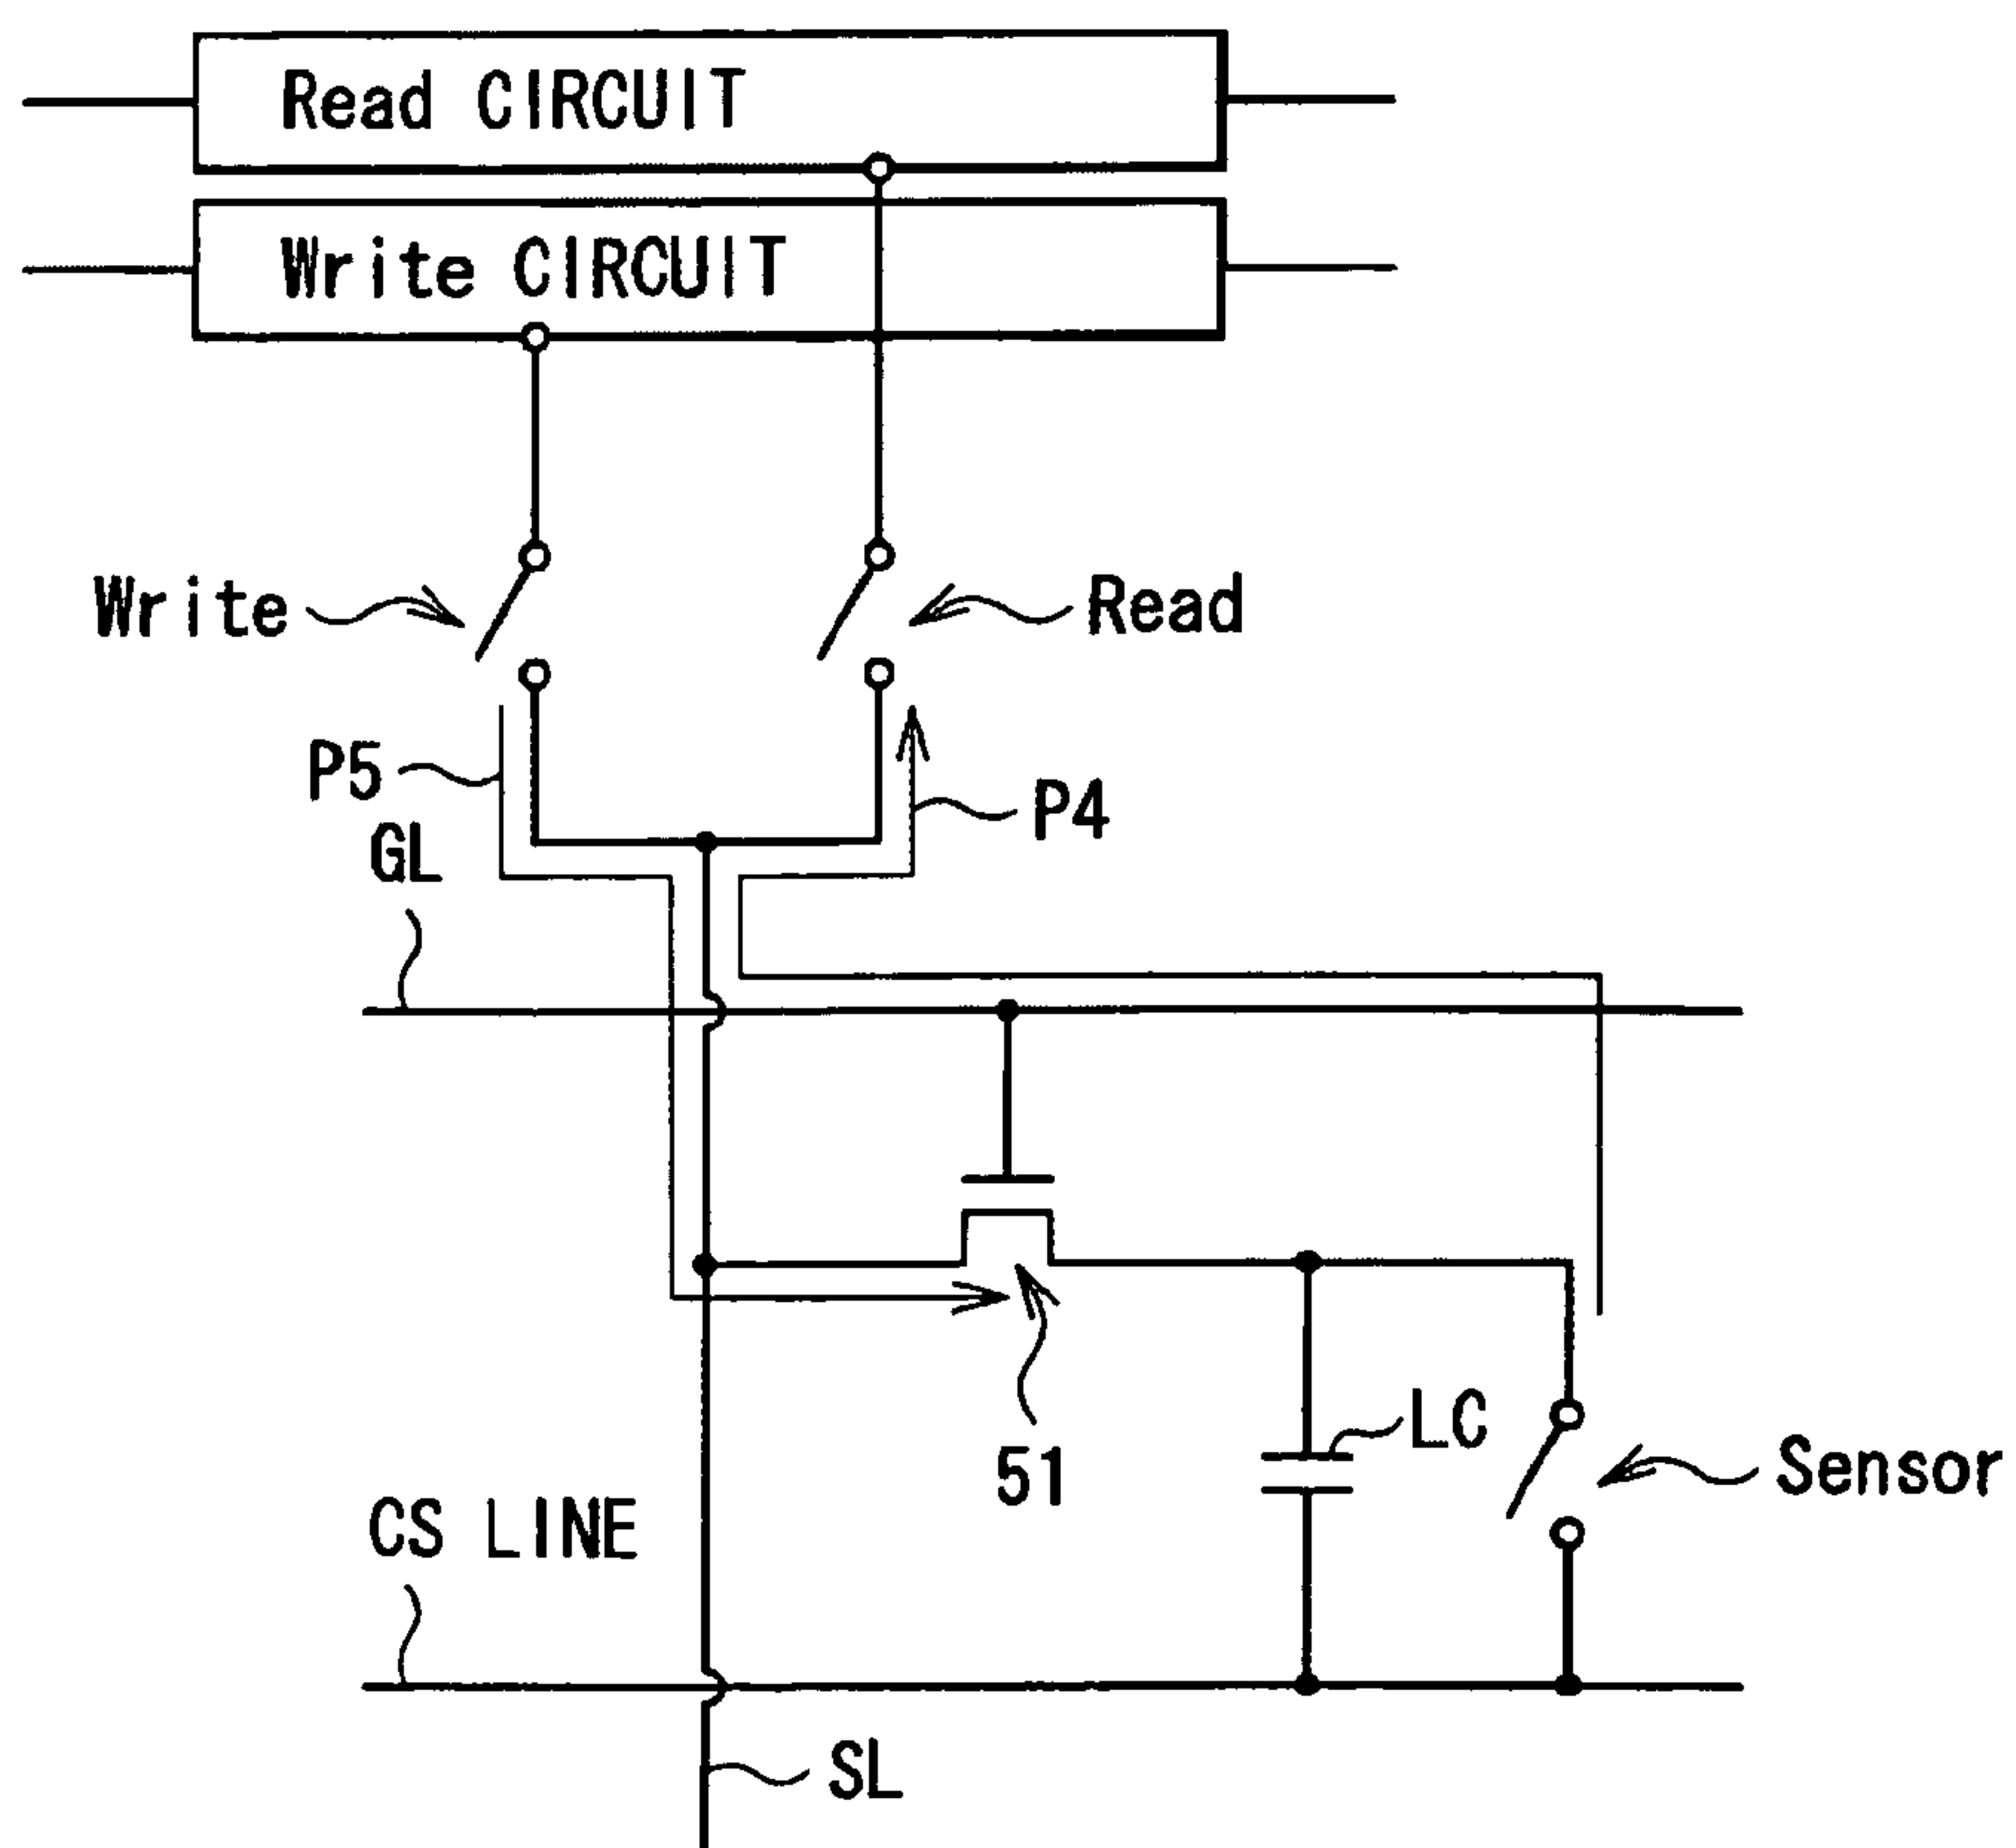 Read CIRCUIT
Write CIRCUIT
Write
Read
P5
P4
GL
LC
51
Sensor
CS LINE
SL